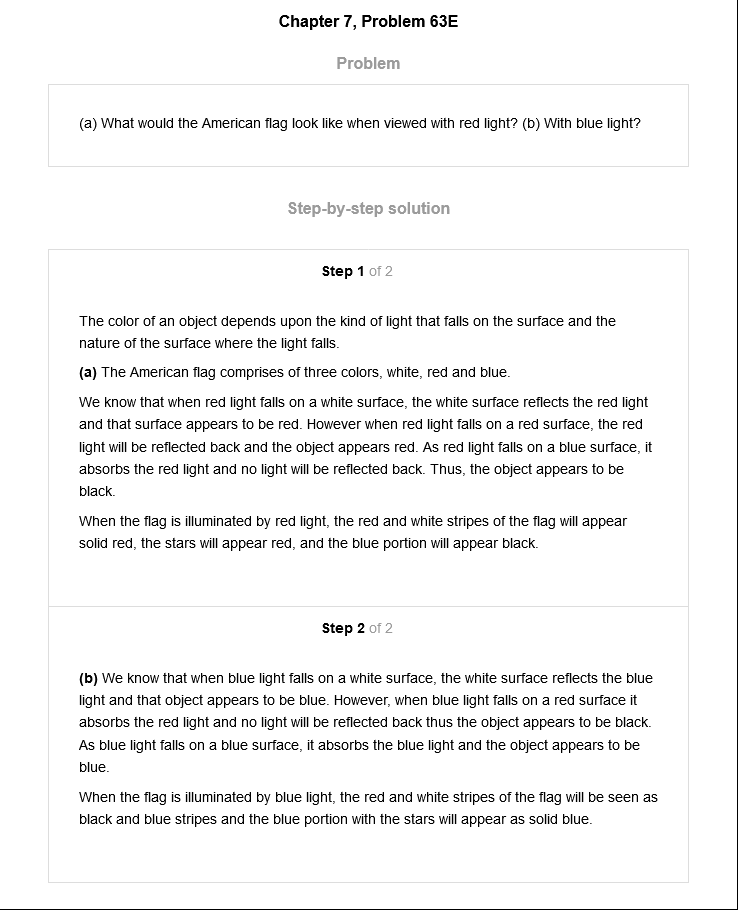 Chapter 7, Problem 63E
Problem
(a) What would the American flag look like when viewed with red light? (b) With blue light?
Step-by-step solution
Step 1 of 2
The color of an object depends upon the kind of light that falls on the surface and the
nature of the surface where the light falls.
(a) The American flag comprises of three colors, white, red and blue.
We know that when red light falls on a white surface, the white surface reflects the red light
and that surface appears to be red. However when red light falls on a red surface, the red
light will be reflected back and the object appears red. As red light falls on a blue surface, it
absorbs the red light and no light will be reflected back. Thus, the object appears to be
black.
When the flag is illuminated by red light, the red and white stripes of the flag will appear
solid red, the stars will appear red, and the blue portion will appear black.
Step 2 of 2
(b) We know that when blue light falls on a white surface, the white surface reflects the blue
light and that object appears to be blue. However, when blue light falls on a red surface it
absorbs the red light and no light will be reflected back thus the object appears to be black.
As blue light falls on a blue surface, it absorbs the blue light and the object appears to be
blue.
When the flag is illuminated by blue light, the red and white stripes of the flag will be seen as
black and blue stripes and the blue portion with the stars will appear as solid blue.